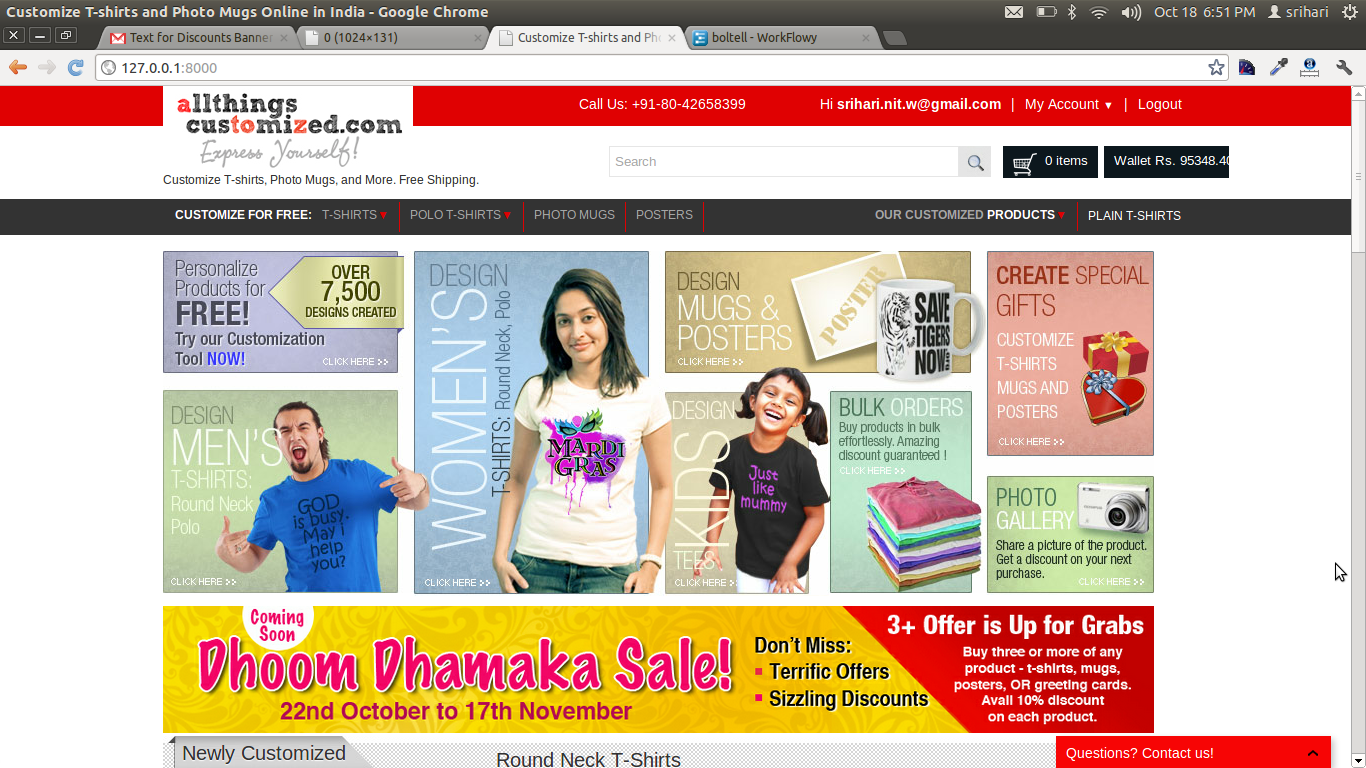 Customize T-shirts and Photo Mugs Online in India - Google Chrome
Oct 18 6:51 PM srihari
Text for Discounts Banner
0 (1024×131)
Customize T-shirts and Pho
boltell - WorkFlowy
127.0.0.1:8000
allthings
customized.com
Express Yourself!
Customize T-shirts, Photo Mugs, and More. Free Shipping.
Call Us: +91-80-42658399
Hi srihari.nit.w@gmail.com | My Account ▼ | Logout
Search
0 items
Wallet Rs. 95348.40
CUSTOMIZE FOR FREE: T-SHIRTS ▼ POLO T-SHIRTS ▼ PHOTO MUGS POSTERS
OUR CUSTOMIZED PRODUCTS ▼ PLAIN T-SHIRTS
Personalize
Products for
FREE!
Try our Customization
Tool NOW!
OVER
7,500
DESIGNS CREATED
CLICK HERE >>
DESIGN
MEN'S
T-SHIRTS:
Round Neck
Polo
GOD
is busy.
May I
help
you?
CLICK HERE >>
DESIGN
WOMEN'S
T-SHIRTS: Round Neck, Polo
MARDI
GRAS
CLICK HERE >>
DESIGN
MUGS &
POSTERS
CLICK HERE >>
POSTER
SAVE
TIGERS
NOW
DESIGN
KIDS
TEES
Just
like
mummy
CLICK HERE >>
BULK ORDERS
Buy products in bulk
effortlessly. Amazing
discount guaranteed !
CLICK HERE >>
CREATE SPECIAL
GIFTS
CUSTOMIZE
T-SHIRTS
MUGS AND
POSTERS
CLICK HERE >>
PHOTO
GALLERY
Share a picture of the product.
Get a discount on your next
purchase.
CLICK HERE >>
Coming
Soon
Dhoom Dhamaka Sale!
22nd October to 17th November
Don't Miss:
Terrific Offers
Sizzling Discounts
3+ Offer is Up for Grabs
Buy three or more of any
product - t-shirts, mugs,
posters, OR greeting cards.
Avail 10% discount
on each product.
Newly Customized
Round Neck T-Shirts
Questions? Contact us!